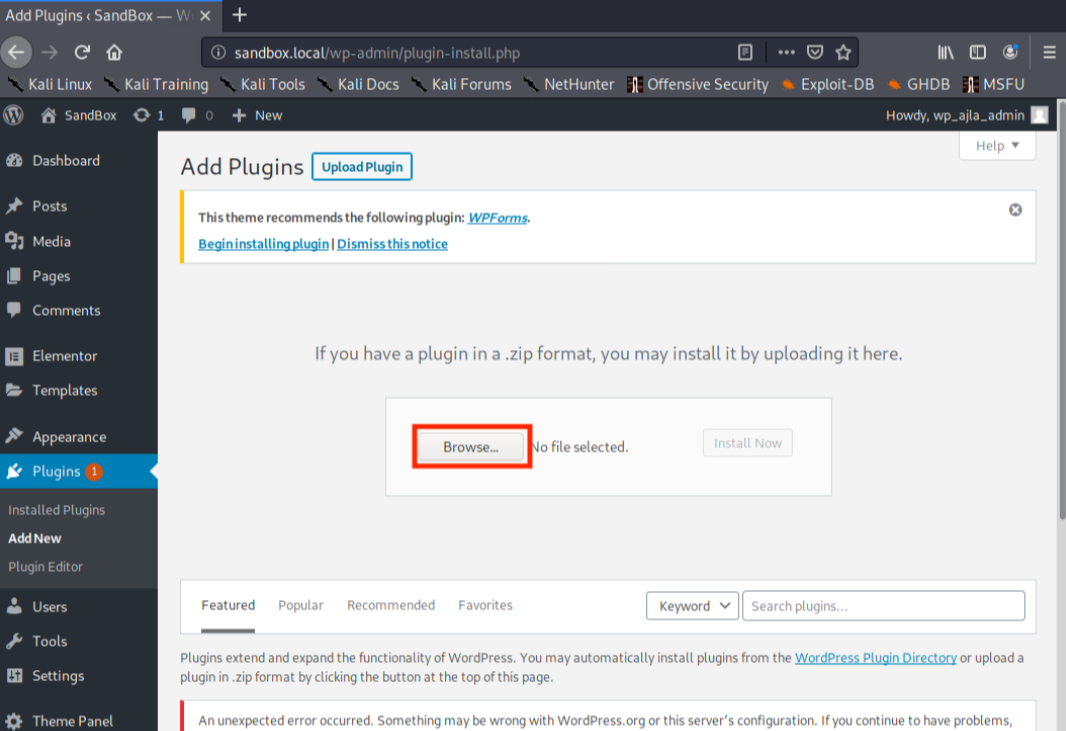 Add Plugins ‹ SandBox — W
sandbox.local/wp-admin/plugin-install.php
Kali Linux Kali Training Kali Tools Kali Docs Kali Forums NetHunter Offensive Security Exploit-DB GHDB MSFU
SandBox 1 0 + New Howdy, wp_ajla_admin
Help
Dashboard
Posts
Media
Pages
Comments
Elementor
Templates
Appearance
Plugins 1
Installed Plugins
Add New
Plugin Editor
Users
Tools
Settings
Theme Panel
Add Plugins Upload Plugin
This theme recommends the following plugin: WPForms.
Begin installing plugin | Dismiss this notice
If you have a plugin in a .zip format, you may install it by uploading it here.
Browse... No file selected. Install Now
Featured Popular Recommended Favorites Keyword Search plugins...
Plugins extend and expand the functionality of WordPress. You may automatically install plugins from the WordPress Plugin Directory or upload a
plugin in .zip format by clicking the button at the top of this page.
An unexpected error occurred. Something may be wrong with WordPress.org or this server's configuration. If you continue to have problems,